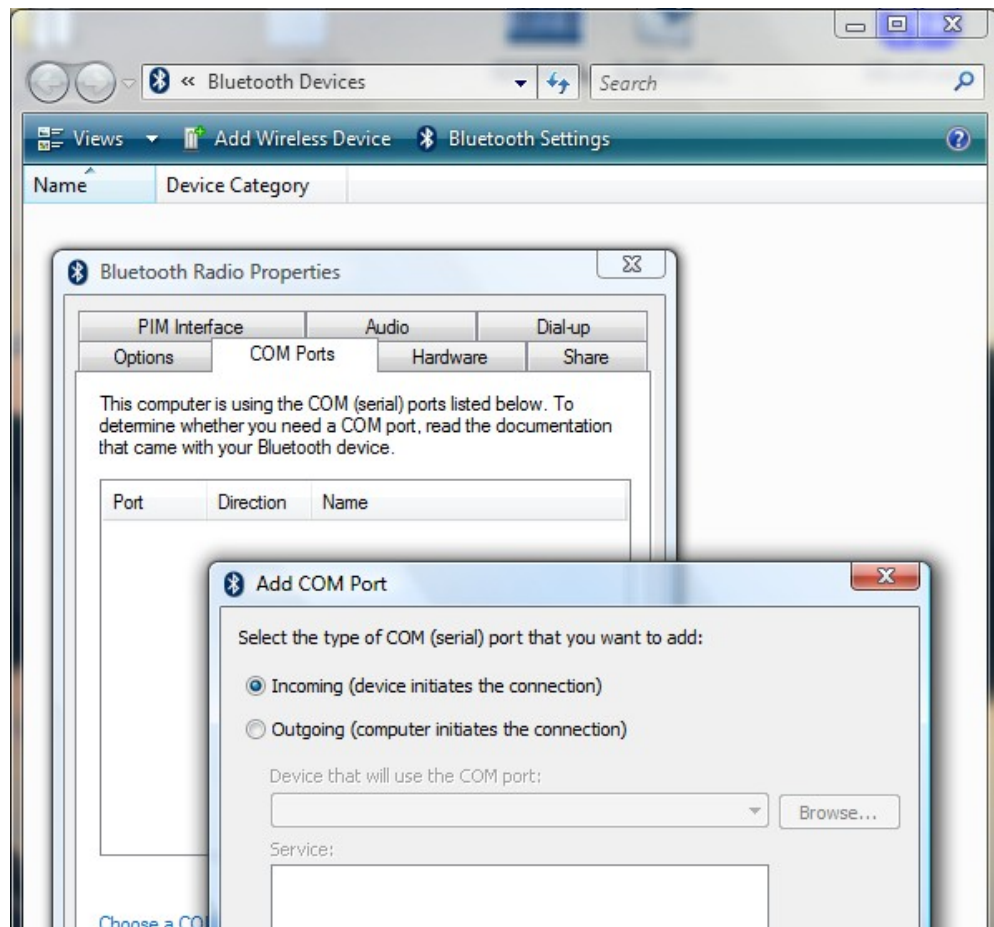 « Bluetooth Devices
Search
Views Add Wireless Device Bluetooth Settings
Name Device Category
Bluetooth Radio Properties
PIM Interface Audio Dial-up
Options COM Ports Hardware Share
This computer is using the COM (serial) ports listed below. To
determine whether you need a COM port, read the documentation
that came with your Bluetooth device.
Port Direction Name
Add COM Port
Select the type of COM (serial) port that you want to add:
Incoming (device initiates the connection)
Outgoing (computer initiates the connection)
Device that will use the COM port:
Browse...
Service:
Choose a CO